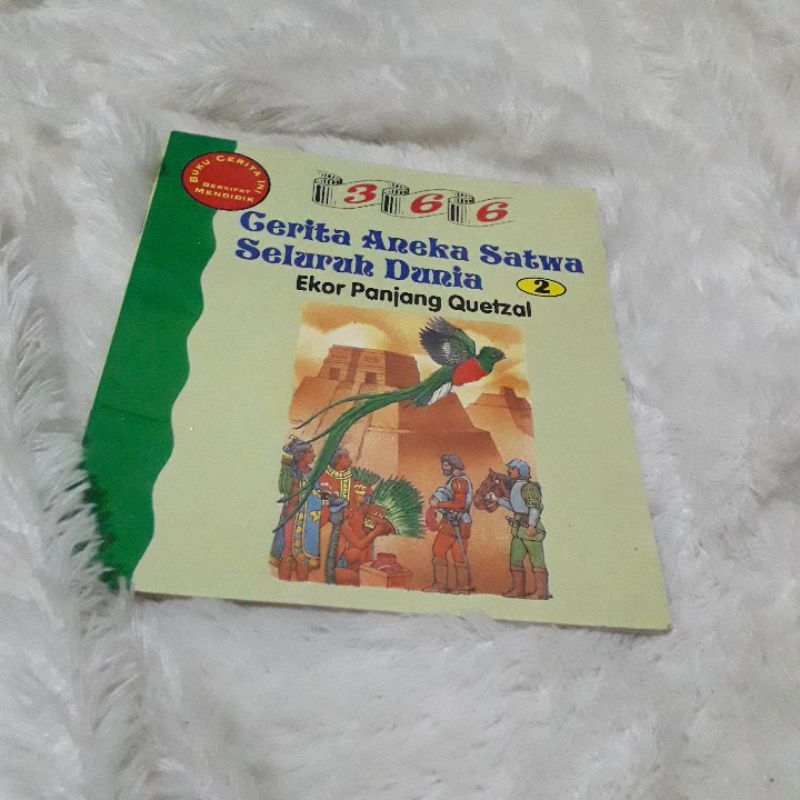 BUKU CERITA INI
BERSIFAT
MENDIDIK
366
Cerita Aneka Satwa
Seluruh Dunia 2
Ekor Panjang Quetzal